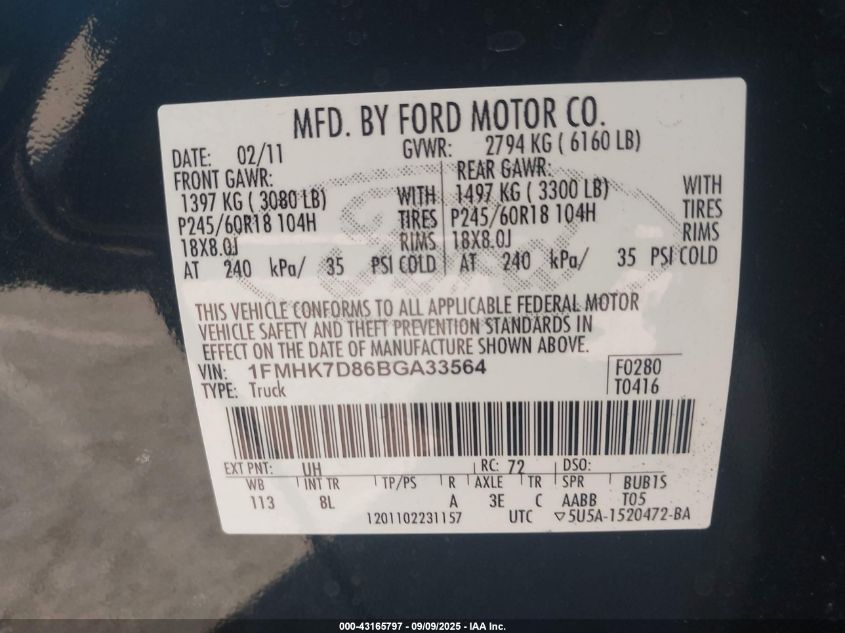 MFD. BY FORD MOTOR CO.
DATE: 02/11 GVWR: 2794 KG ( 6160 LB)
FRONT GAWR: REAR GAWR:
1397 KG ( 3080 LB) WITH 1497 KG ( 3300 LB) WITH
P245/60R18 104H TIRES P245/60R18 104H TIRES
18X8.0J RIMS 18X8.0J RIMS
AT 240 kPa/ 35 PSI COLD AT 240 kPa/ 35 PSI COLD
THIS VEHICLE CONFORMS TO ALL APPLICABLE FEDERAL MOTOR
VEHICLE SAFETY AND THEFT PREVENTION STANDARDS IN
EFFECT ON THE DATE OF MANUFACTURE SHOWN ABOVE.
VIN: 1FMHK7D86BGA33564 F0280
TYPE: Truck T0416
EXT PNT: UH RC: 72 DSO:
WB INT TR TP/PS R AXLE TR SPR BUB1S
113 8L A 3E C AABB T05
1201102231157 UTC ▽5U5A-1520472-BA
Ford
000-43165797 - 09/09/2025 - IAA Inc.